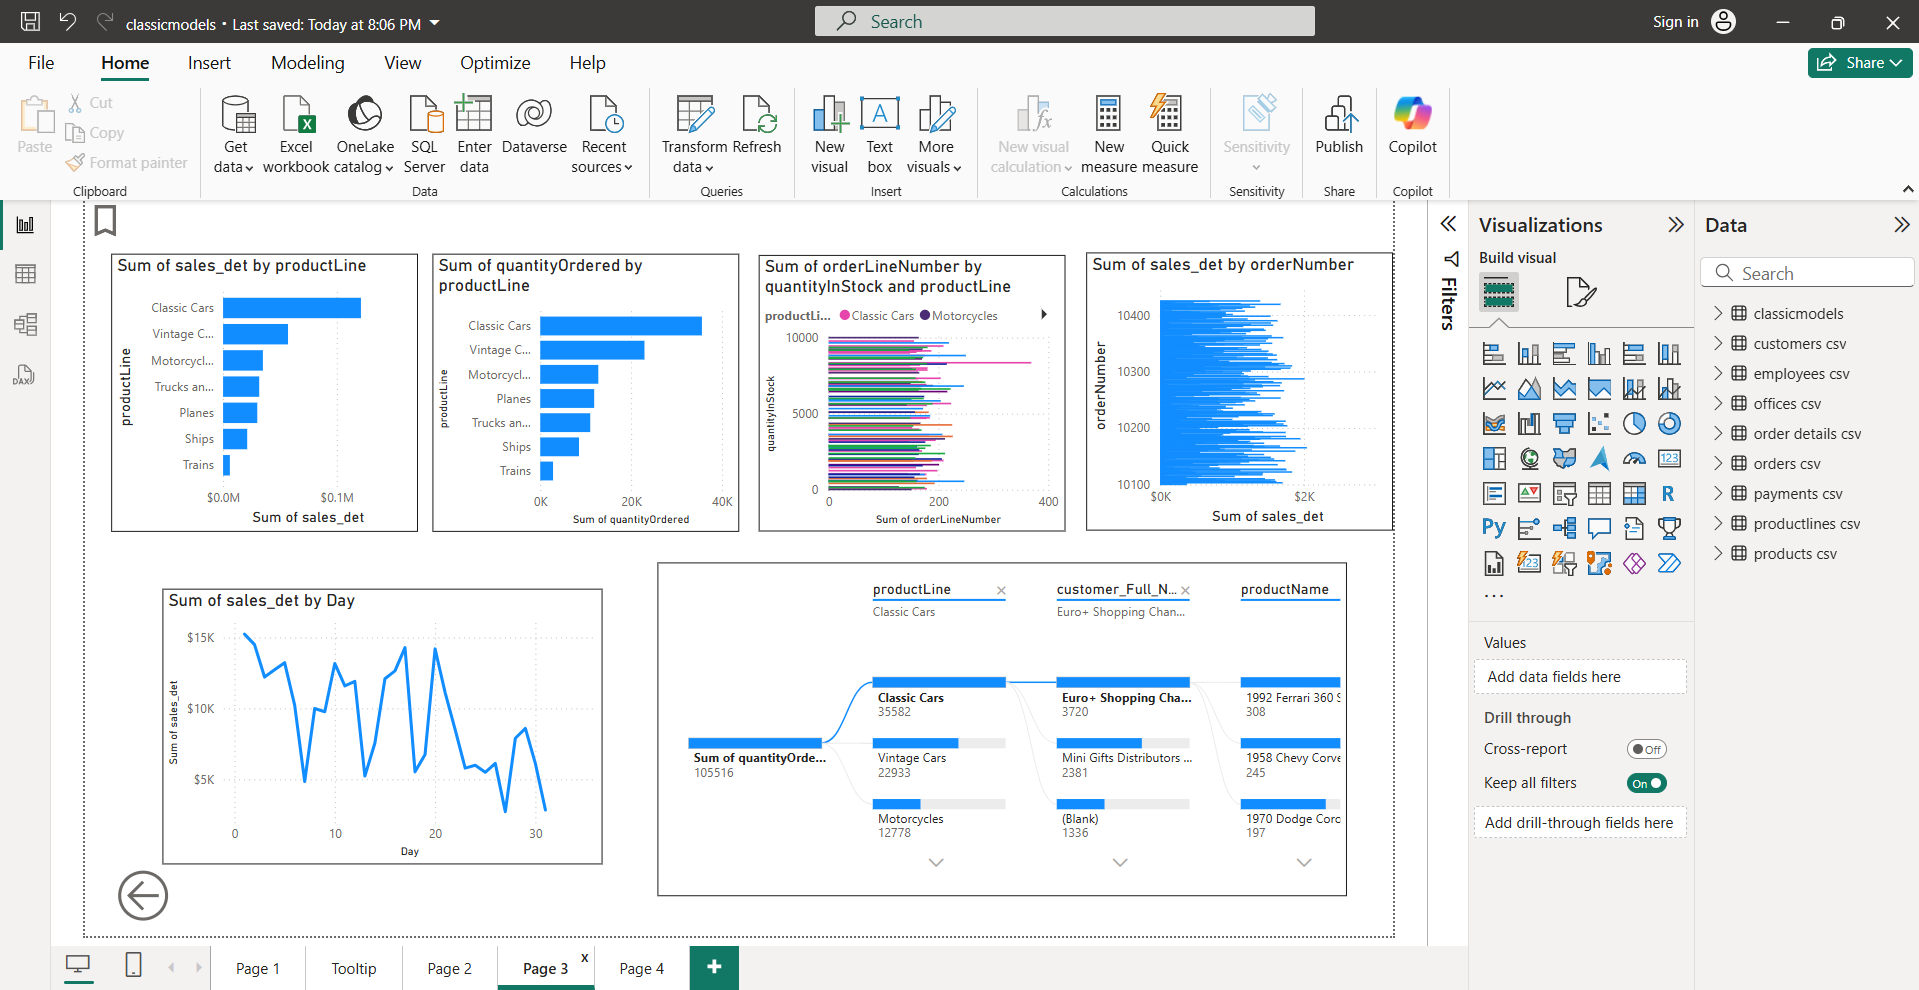 classicmodels • Last saved: Today at 8:06 PM
Search
Sign in
File Home Insert Modeling View Optimize Help
Share
Paste
Cut
Copy
Format painter
Clipboard
Get data
Excel workbook
OneLake catalog
SQL Server
Enter data
Dataverse
Recent sources
Data
Transform data
Refresh
Queries
New visual
Text box
More visuals
Insert
New visual calculation
New measure
Quick measure
Calculations
Sensitivity
Sensitivity
Publish
Share
Copilot
Copilot
Sum of sales_det by productLine
productLine
Classic Cars
Vintage C...
Motorcycl...
Trucks an...
Planes
Ships
Trains
$0.0M $0.1M
Sum of sales_det
Sum of quantityOrdered by
productLine
productLine
Classic Cars
Vintage C...
Motorcycl...
Planes
Trucks an...
Ships
Trains
0K 20K 40K
Sum of quantityOrdered
Sum of orderLineNumber by
quantityInStock and productLine
productLi... Classic Cars Motorcycles
quantityInStock
10000
5000
0
0 200 400
Sum of orderLineNumber
Sum of sales_det by orderNumber
orderNumber
10400
10300
10200
10100
$0K $2K
Sum of sales_det
Sum of sales_det by Day
Sum of sales_det
$15K
$10K
$5K
0 10 20 30
Day
productLine
Classic Cars
customer_Full_N...
Euro+ Shopping Chan...
productName
Sum of quantityOrde...
105516
Classic Cars
35582
Vintage Cars
22933
Motorcycles
12778
Euro+ Shopping Cha...
3720
Mini Gifts Distributors ...
2381
(Blank)
1336
1992 Ferrari 360 S
308
1958 Chevy Corve
245
1970 Dodge Coro
197
Filters
Visualizations
Build visual
123
R
Py
123
...
Values
Add data fields here
Drill through
Cross-report
Off
Keep all filters
On
Add drill-through fields here
Data
Search
classicmodels
customers csv
employees csv
offices csv
order details csv
orders csv
payments csv
productlines csv
products csv
DAX
Page 1 Tooltip Page 2 Page 3 x Page 4 +